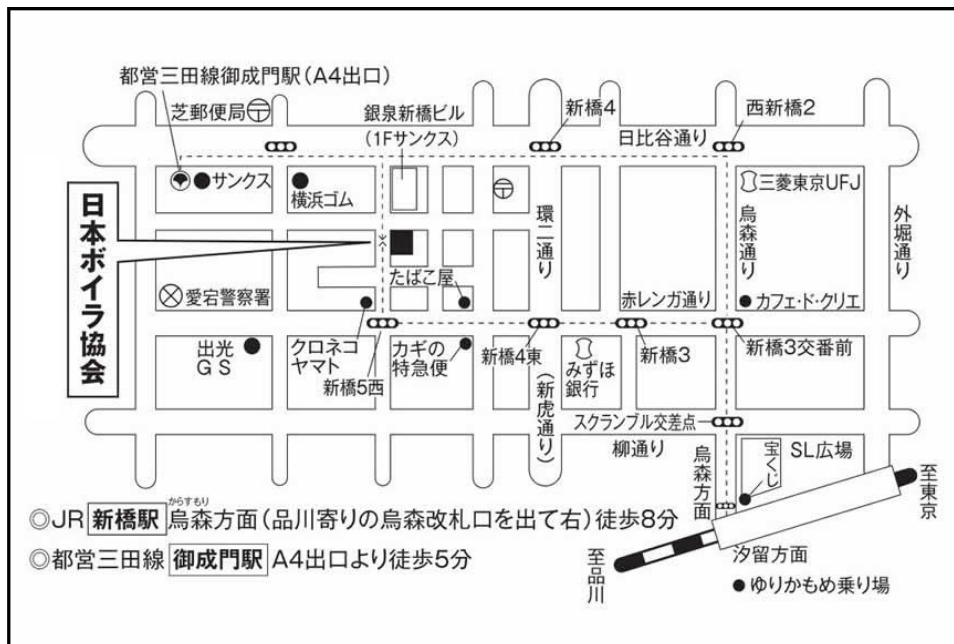 都営三田線御成門駅（A4出口）
芝郵便局
銀泉新橋ビル
（1Fサンクス）
新橋4
西新橋2
日比谷通り
サンクス
横浜ゴム
三菱東京UFJ
日本ボイラ協会
環二通り
烏森通り
外堀通り
たばこ屋
愛宕警察署
赤レンガ通り
カフェ・ド・クリエ
出光
GS
クロネコ
ヤマト
新橋5西
カギの
特急便
新橋4東
（新虎通り）
みずほ
銀行
新橋3
新橋3交番前
スクランブル交差点
柳通り
烏森方面
宝くじ
SL広場
至東京
からすもり
◎JR 新橋駅 烏森方面（品川寄りの烏森改札口を出て右）徒歩8分
◎都営三田線 御成門駅 A4出口より徒歩5分
至品川
汐留方面
●ゆりかもめ乗り場